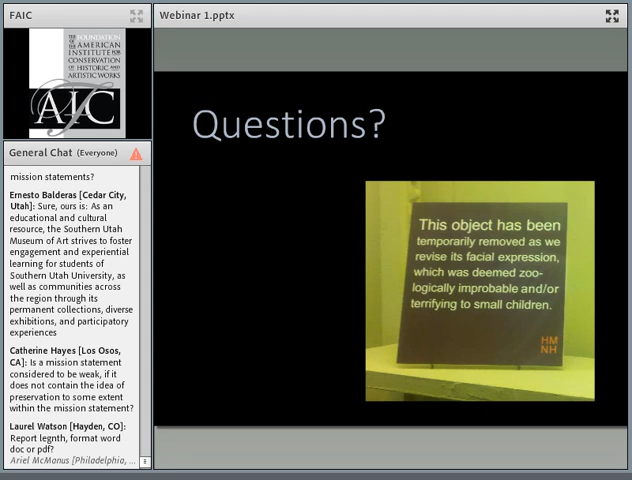 FAIC
Webinar 1.pptx
THE FOUNDATION
OF THE AMERICAN
INSTITUTE FOR
CONSERVATION
OF HISTORIC AND
ARTISTIC WORKS
AIC
General Chat (Everyone)
mission statements?
Ernesto Balderas [Cedar City,
Utah]: Sure, ours is: As an
educational and cultural
resource, the Southern Utah
Museum of Art strives to foster
engagement and experiential
learning for students of
Southern Utah University, as
well as communities across
the region through its
permanent collections, diverse
exhibitions, and participatory
experiences
Catherine Hayes [Los Osos,
CA]: Is a mission statement
considered to be weak, if it
does not contain the idea of
preservation to some extent
within the mission statement?
Laurel Watson [Hayden, CO]:
Report legnth, format word
doc or pdf?
Ariel McManus [Philadelphia, ...
Questions?
This object has been
temporarily removed as we
revise its facial expression,
which was deemed zoo-
logically improbable and/or
terrifying to small children.
HM
NH